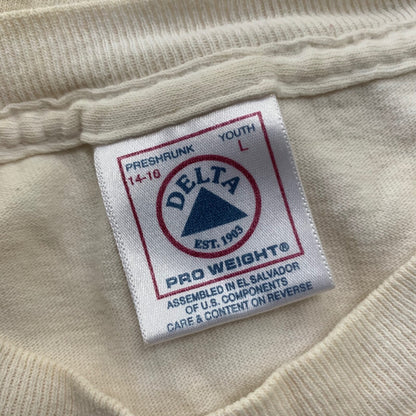 PRESHRUNK YOUTH
14-16 L
DELTA
EST. 1903
PRO WEIGHT®
ASSEMBLED IN EL SALVADOR
OF U.S. COMPONENTS
CARE & CONTENT ON REVERSE